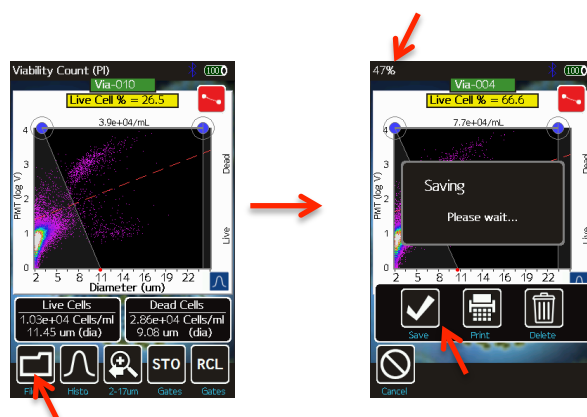 Viability Count (PI)
Via-010
Live Cell % = 26.5
3.9e+04/mL
PMT (log V)
4
3
2
1
0
Dead
Live
2 5 8 11 14 16 19 22
Diameter (um)
Live Cells
1.03e+04 Cells/ml
11.45 um (dia)
Dead Cells
2.86e+04 Cells/ml
9.08 um (dia)
STO
RCL
Histo
2-17um
Gates
Gates
47%
Via-004
Live Cell % = 66.6
7.7e+04/mL
PMT (log V)
4
3
2
1
0
Dead
Live
Saving
Please wait...
2 5 8 11 14 16 19 22
Save
Print
Delete
Cancel